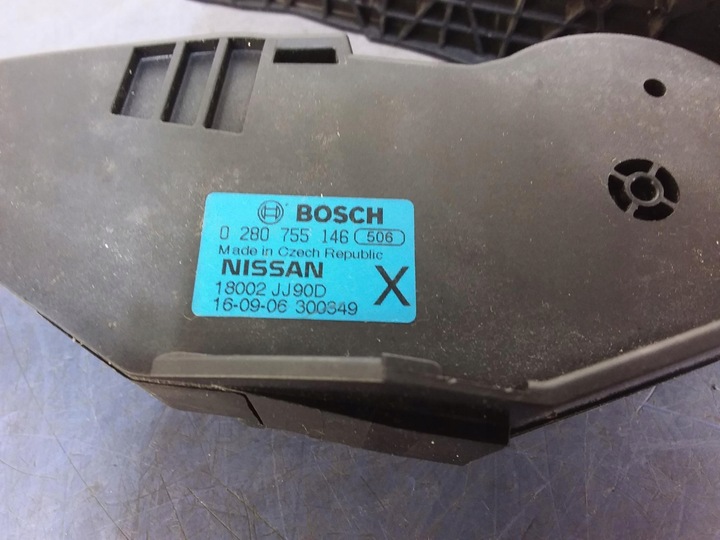 BOSCH
0 280 755 146 506
Made in Czech Republic
NISSAN
18002 JJ90D X
16-09-06 300349